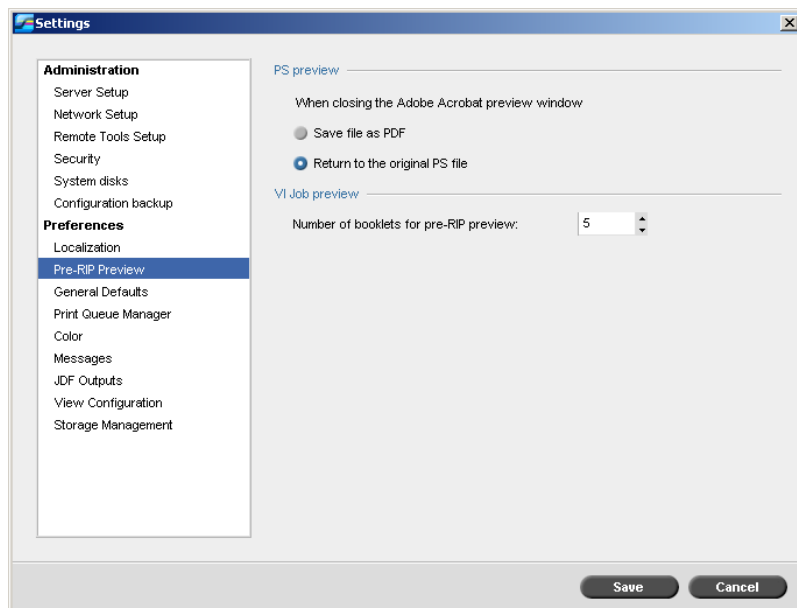 Settings
Administration
Server Setup
Network Setup
Remote Tools Setup
Security
System disks
Configuration backup
Preferences
Localization
Pre-RIP Preview
General Defaults
Print Queue Manager
Color
Messages
JDF Outputs
View Configuration
Storage Management
PS preview
When closing the Adobe Acrobat preview window
Save file as PDF
Return to the original PS file
VI Job preview
Number of booklets for pre-RIP preview: 5
Save Cancel